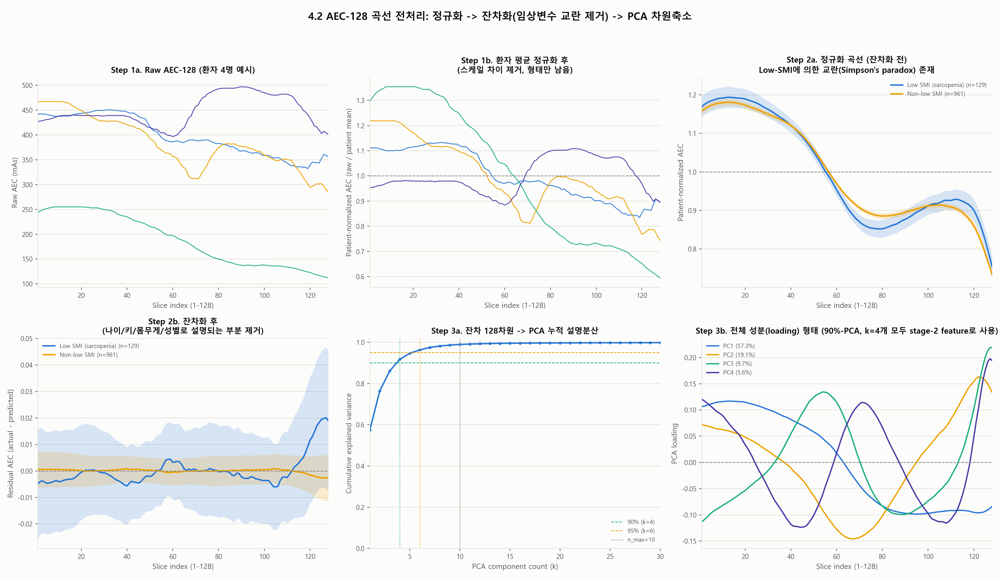 4.2 AEC-128 곡선 전처리: 정규화 -> 잔차화(임상변수 교란 제거) -> PCA 차원축소
Step 1a. Raw AEC-128 (환자 4명 예시)
Raw AEC (mAs)
500
450
400
350
300
250
200
150
100
20
40
60
80
100
120
Slice index (1-128)
Step 1b. 환자 평균 정규화 후
(스케일 차이 제거, 형태만 남음)
Patient-normalized AEC (raw / patient mean)
1.3
1.2
1.1
1.0
0.9
0.8
0.7
0.6
20
40
60
80
100
120
Slice index (1-128)
Step 2a. 정규화 곡선 (잔차화 전)
Low-SMI에 의한 교란(Simpson's paradox) 존재
Low SMI (sarcopenia) (n=129)
Non-low SMI (n=961)
Patient-normalized AEC
1.2
1.1
1.0
0.9
0.8
20
40
60
80
100
120
Slice index (1-128)
Step 2b. 잔차화 후
(나이/키/몸무게/성별로 설명되는 부분 제거)
Low SMI (sarcopenia) (n=129)
Non-low SMI (n=961)
Residual AEC (actual - predicted)
0.05
0.04
0.03
0.02
0.01
0.00
-0.01
-0.02
20
40
60
80
100
120
Slice index (1-128)
Step 3a. 잔차 128차원 -> PCA 누적 설명분산
Cumulative explained variance
1.0
0.8
0.6
0.4
0.2
0.0
90% (k=4)
95% (k=6)
n_max=10
5
10
15
20
25
30
PCA component count (k)
Step 3b. 전체 성분(loading) 형태 (90%-PCA, k=4개 모두 stage-2 feature로 사용)
PC1 (57.3%)
PC2 (19.1%)
PC3 (9.7%)
PC4 (5.6%)
PCA loading
0.20
0.15
0.10
0.05
0.00
-0.05
-0.10
-0.15
20
40
60
80
100
120
Slice index (1-128)